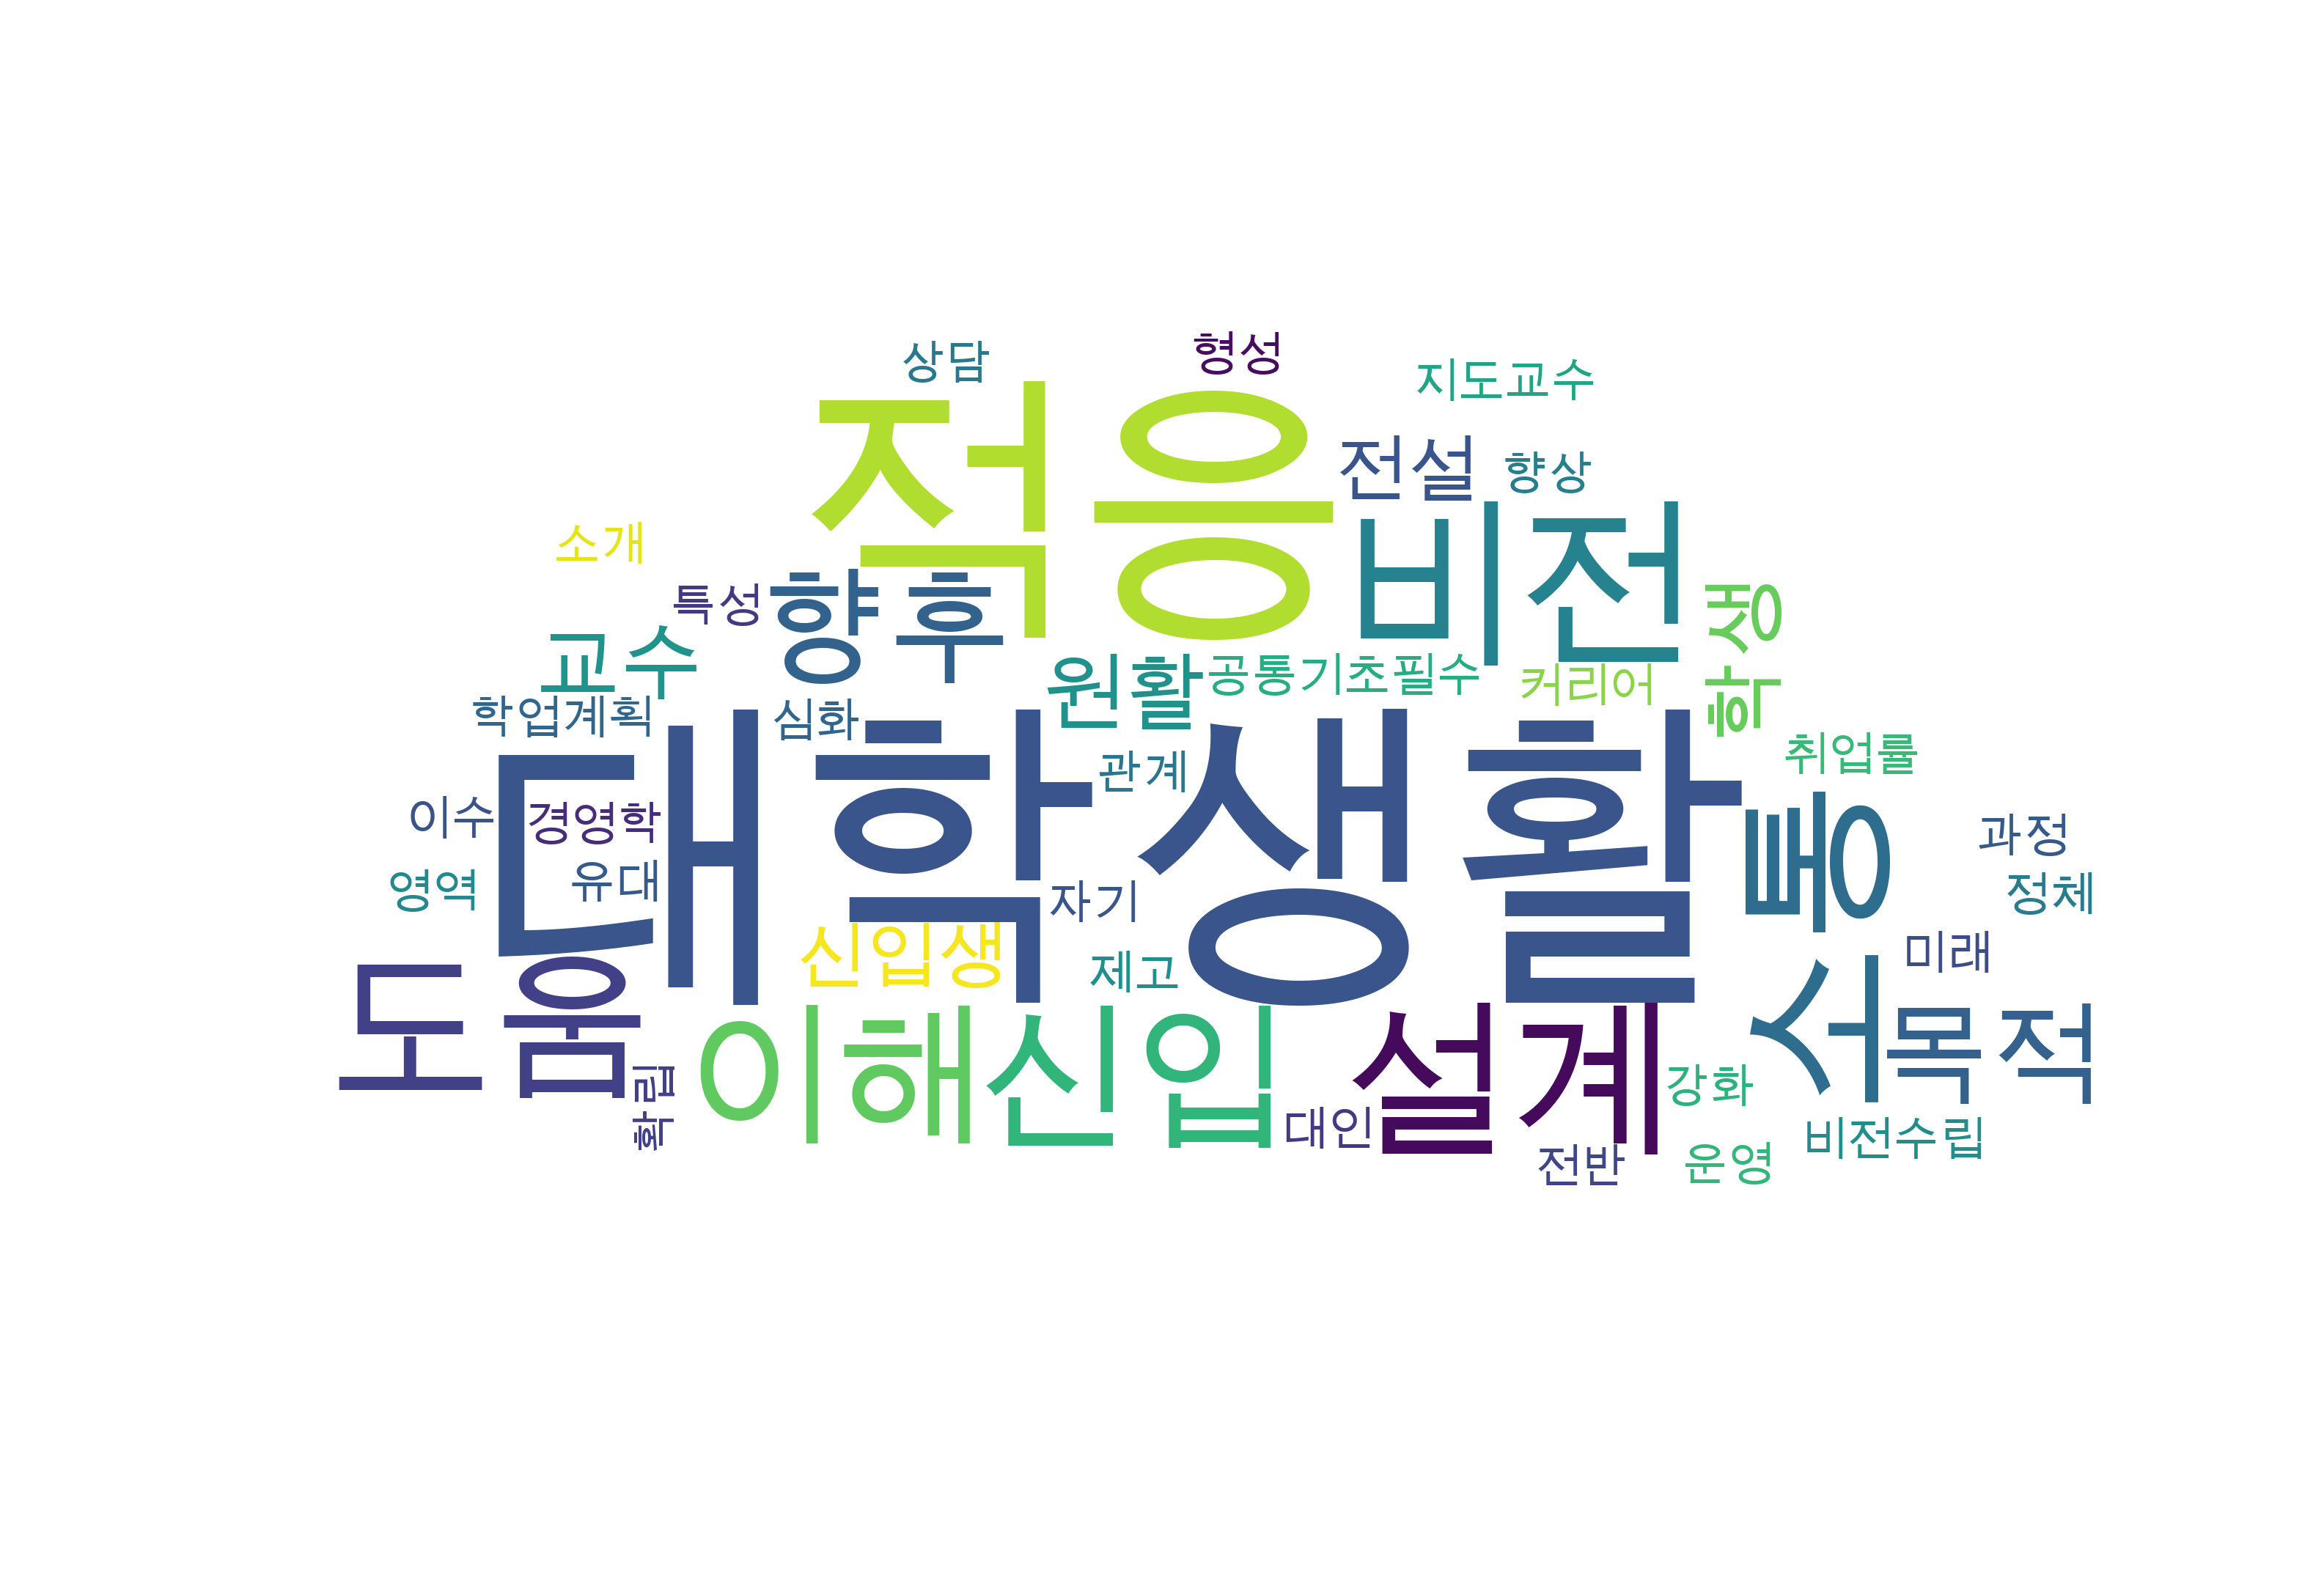 상담
형성
지도교수
적응
전설
향상
소개
비전
특성
향후
학생
교수
원활
공통기초필수
커리어
학업계획
심화
대학생활
관계
취업률
이수
경영학
통서
과정
영역
유대
자기
정체
신입생
제고
미래
도움
이해
신입
설계
목적
확립
강화
대인
비전수립
전반
운영